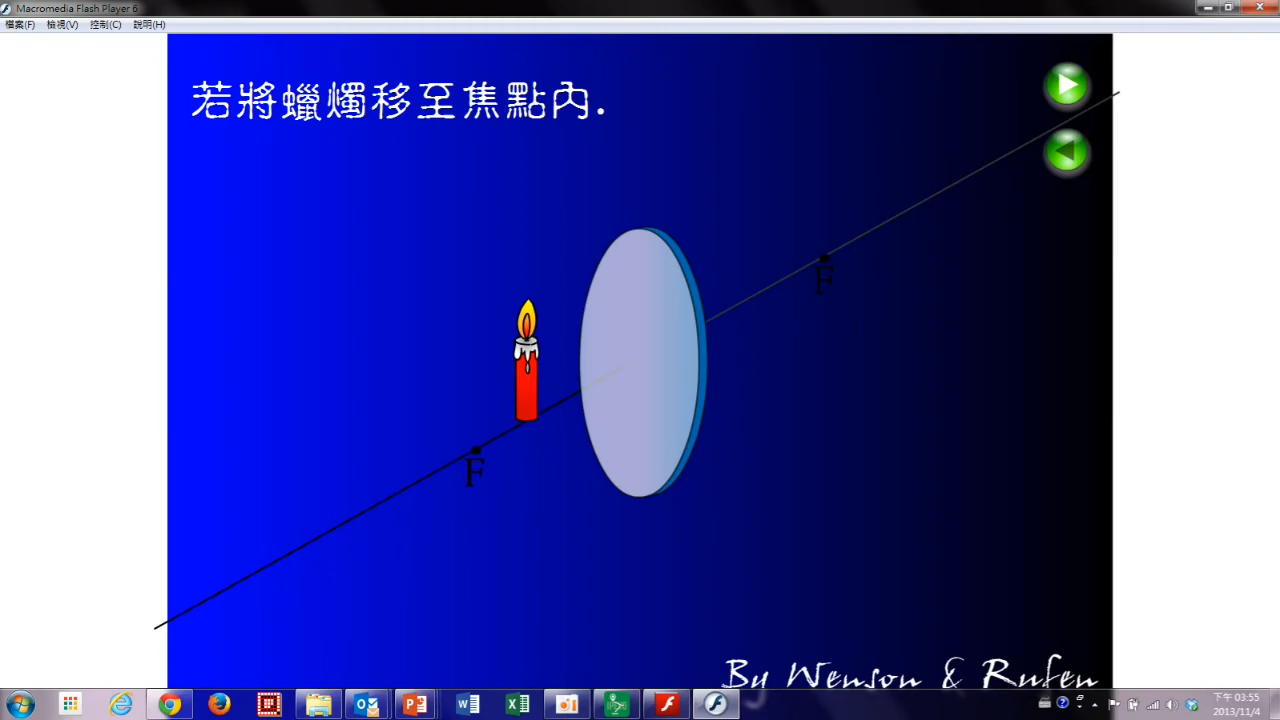 Macromedia Flash Player 6
檔案(F) 檢視(V) 控制(C) 說明(H)
若將蠟燭移至焦點內.
F
F
By Wenson & Rufen
下午 03:55
2013/11/4